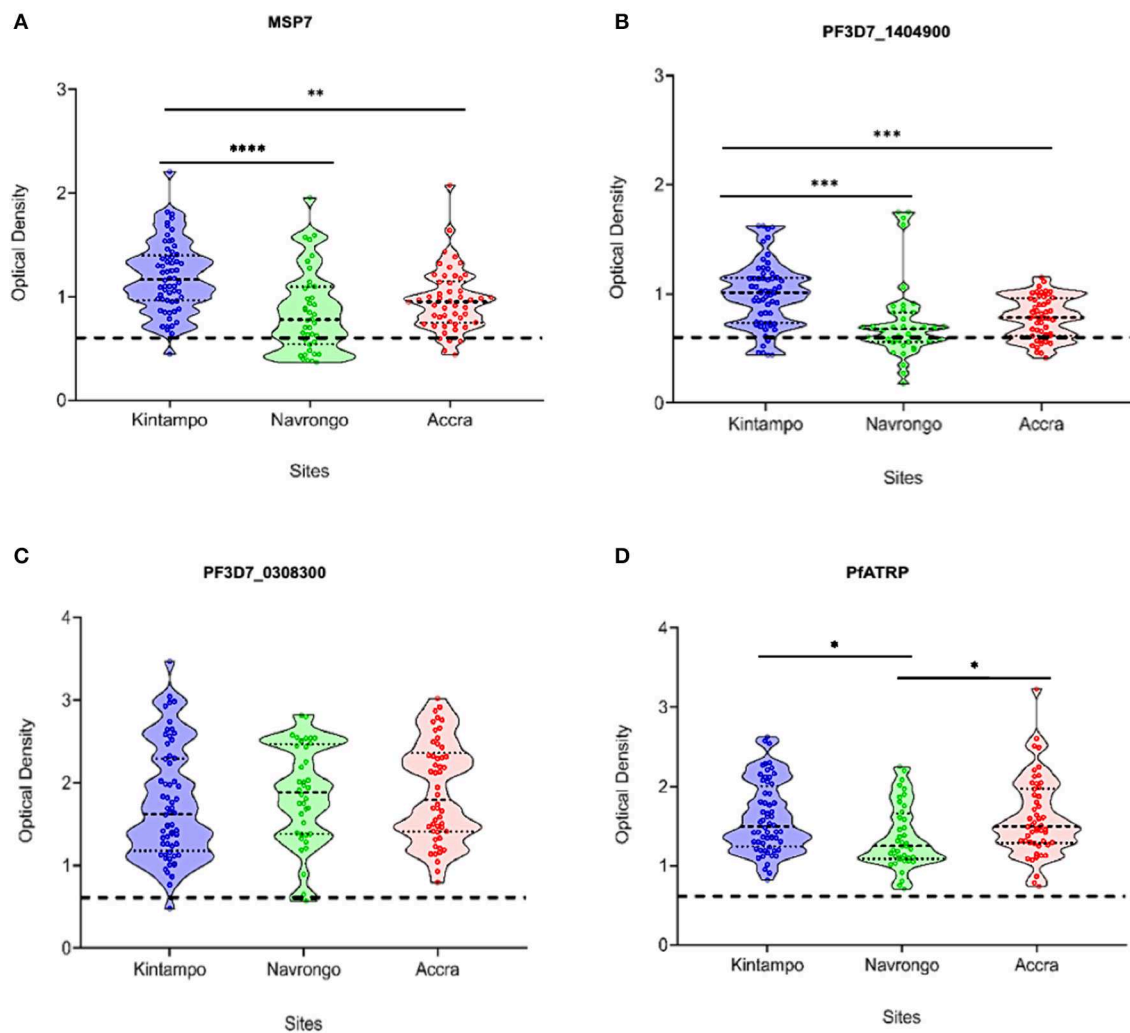 A
MSP7
3
2
1
0
Optical Density
**
****
Kintampo Navrongo Accra
Sites
B
PF3D7_1404900
3
2
1
0
Optical Density
***
***
Kintampo Navrongo Accra
Sites
C
PF3D7_0308300
4
3
2
1
0
Optical Density
Kintampo Navrongo Accra
Sites
D
PfATRP
4
3
2
1
0
Optical Density
*
*
Kintampo Navrongo Accra
Sites